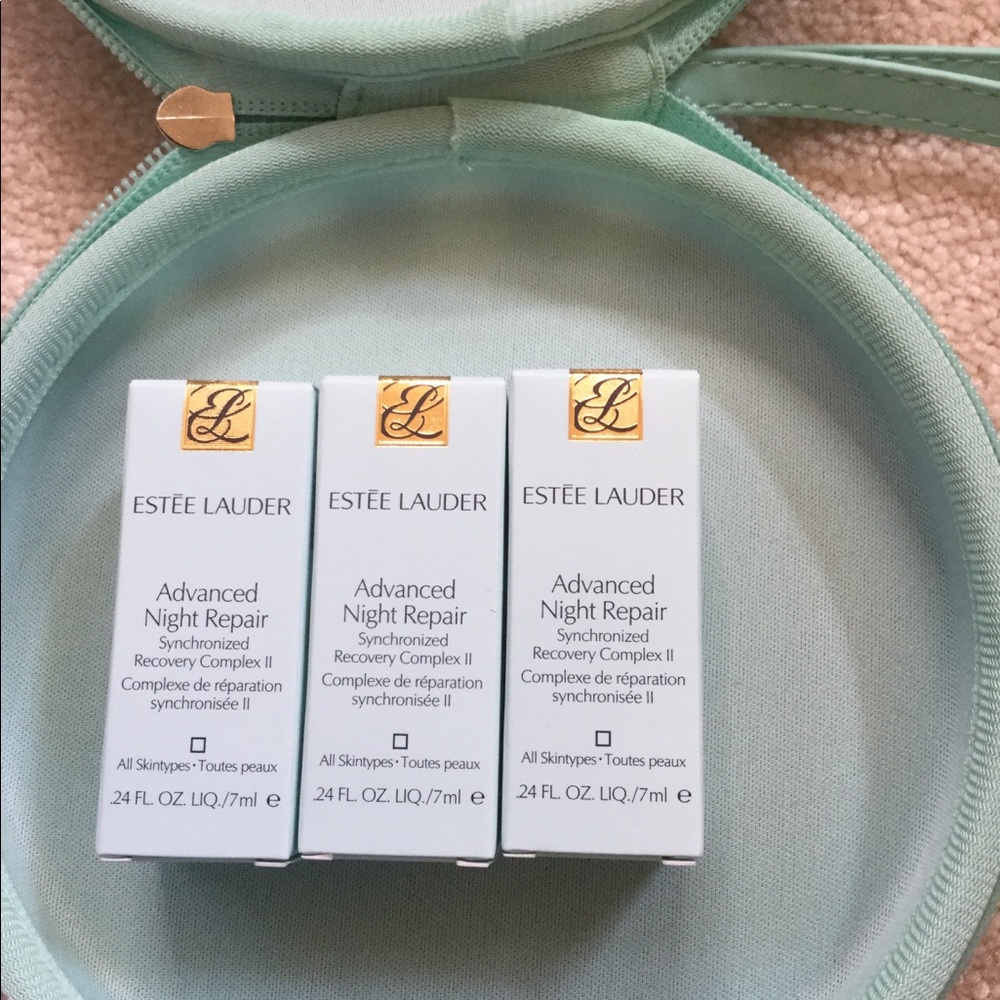 EL
ESTĒE LAUDER
Advanced
Night Repair
Synchronized
Recovery Complex II
Complexe de réparation
synchronisée II
All Skintypes • Toutes peaux
.24 FL. OZ. LIQ./7ml e
EL
ESTĒE LAUDER
Advanced
Night Repair
Synchronized
Recovery Complex II
Complexe de réparation
synchronisée II
All Skintypes • Toutes peaux
.24 FL. OZ. LIQ./7ml e
EL
ESTĒE LAUDER
Advanced
Night Repair
Synchronized
Recovery Complex II
Complexe de réparation
synchronisée II
All Skintypes • Toutes peaux
.24 FL. OZ. LIQ./7ml e